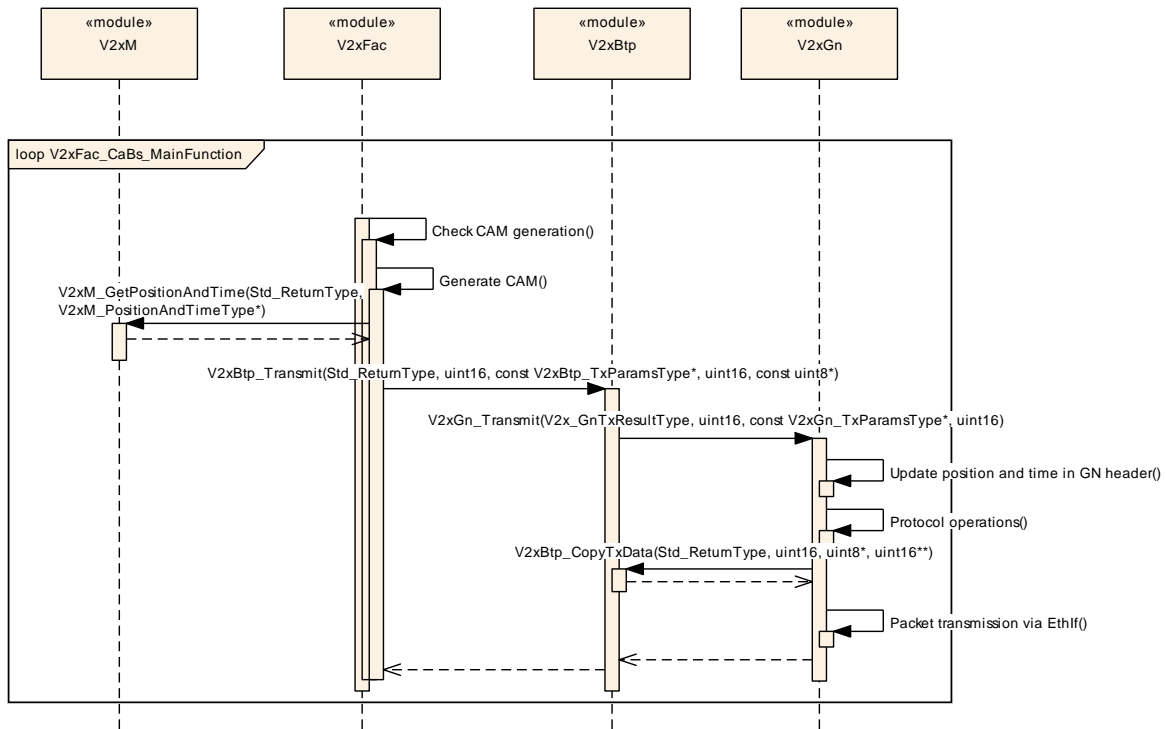 «module»
V2xM
«module»
V2xFac
«module»
V2xBtp
«module»
V2xGn
loop V2xFac_CaBs_MainFunction
Check CAM generation()
Generate CAM()
V2xM_GetPositionAndTime(Std_ReturnType,
V2xM_PositionAndTimeType*)
V2xBtp_Transmit(Std_ReturnType, uint16, const V2xBtp_TxParamsType*, uint16, const uint8*)
V2xGn_Transmit(V2x_GnTxResultType, uint16, const V2xGn_TxParamsType*, uint16)
Update position and time in GN header()
Protocol operations()
V2xBtp_CopyTxData(Std_ReturnType, uint16, uint8*, uint16**)
Packet transmission via EthIf()